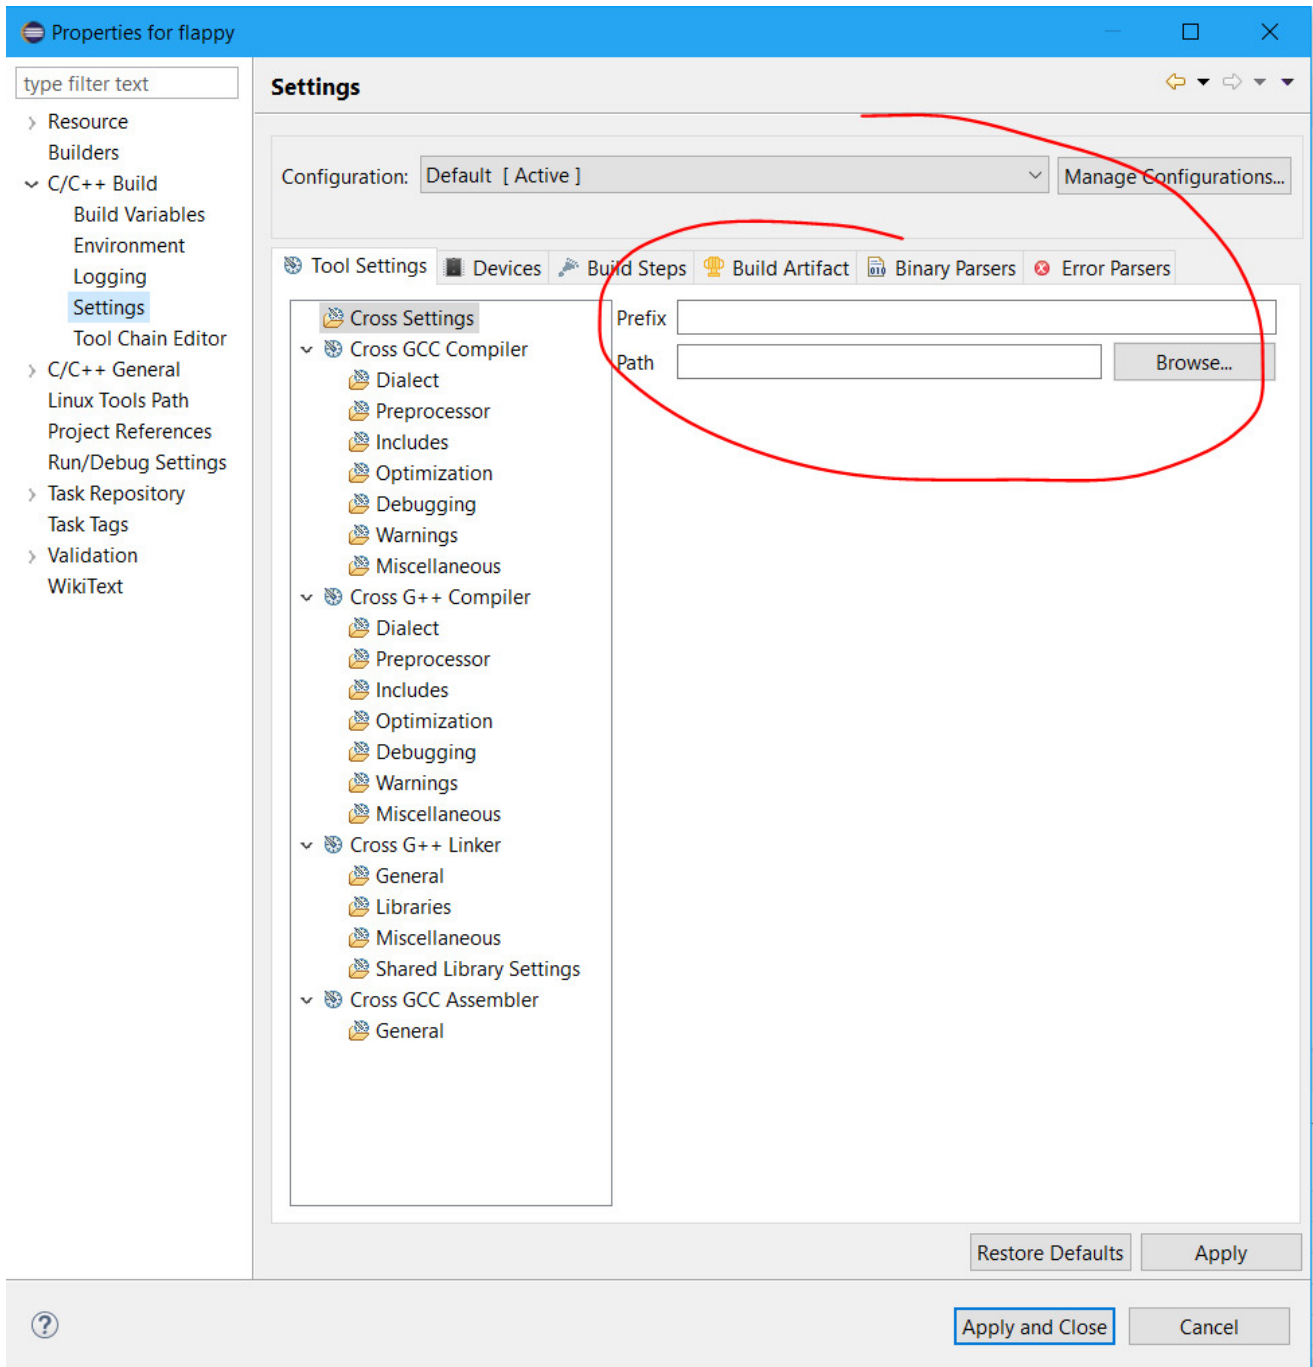 Properties for flappy
type filter text
Resource
Builders
C/C++ Build
Build Variables
Environment
Logging
Settings
Tool Chain Editor
C/C++ General
Linux Tools Path
Project References
Run/Debug Settings
Task Repository
Task Tags
Validation
WikiText
Settings
Configuration: Default [ Active ] Manage Configurations...
Tool Settings Devices Build Steps Build Artifact Binary Parsers Error Parsers
Cross Settings
Cross GCC Compiler
Dialect
Preprocessor
Includes
Optimization
Debugging
Warnings
Miscellaneous
Cross G++ Compiler
Dialect
Preprocessor
Includes
Optimization
Debugging
Warnings
Miscellaneous
Cross G++ Linker
General
Libraries
Miscellaneous
Shared Library Settings
Cross GCC Assembler
General
Prefix
Path Browse...
Restore Defaults Apply
Apply and Close Cancel